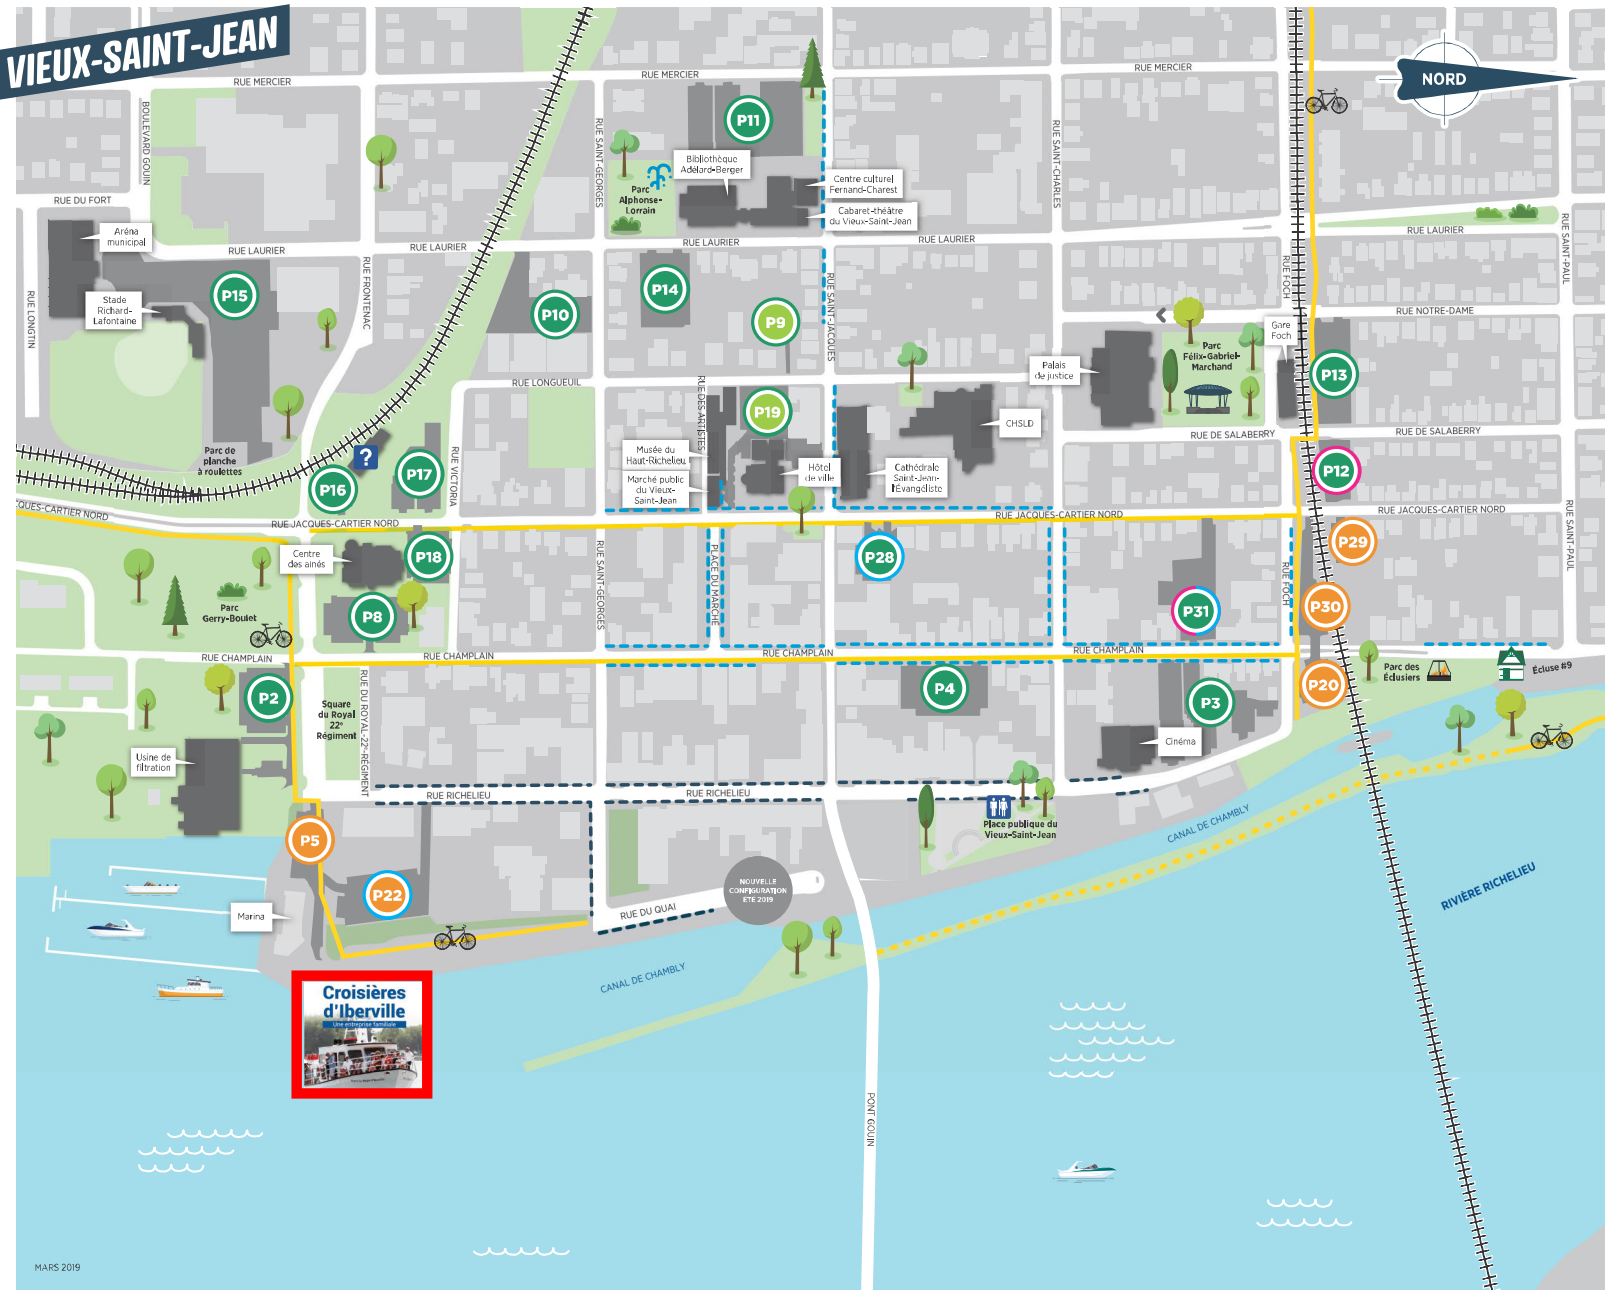 VIEUX-SAINT-JEAN
NORD
RUE MERCIER
RUE MERCIER
RUE MERCIER
BOULEVARD GOUIN
RUE SAINT-GEORGES
RUE SAINT-CHARLES
P11
Bibliothèque
Adélard-Berger
Centre culturel
Fernand-Charest
Cabaret-théâtre
du Vieux-Saint-Jean
Parc
Alphonse-
Lorrain
RUE DU FORT
Aréna
municipal
RUE LAURIER
RUE LAURIER
RUE LAURIER
RUE LAURIER
RUE LAURIER
RUE SAINT-PAUL
RUE FRONTENAC
RUE SAINT-JACQUES
RUE FOCH
RUE LONGTIN
Stade
Richard-
Lafontaine
P15
P10
P14
P9
RUE NOTRE-DAME
Gare
Foch
Parc
Félix-Gabriel-
Marchand
Palais
de justice
P13
RUE LONGUEUIL
RUE DES ARTISTES
P19
CHSLD
RUE DE SALABERRY
RUE DE SALABERRY
Parc de
planche
à roulettes
?
P16
P17
RUE VICTORIA
Musée du
Haut-Richelieu
Marché public
du Vieux-
Saint-Jean
Hôtel
de ville
Cathédrale
Saint-Jean-
l'Évangéliste
P12
QUES-CARTIER NORD
RUE JACQUES-CARTIER NORD
RUE JACQUES-CARTIER NORD
RUE JACQUES-CARTIER NORD
RUE SAINT-PAUL
Centre
des aînés
P18
P28
P29
RUE SAINT-GEORGES
PLACE DU MARCHÉ
RUE FOCH
Parc
Gerry-Boulet
P8
P31
P30
RUE CHAMPLAIN
RUE CHAMPLAIN
RUE CHAMPLAIN
RUE CHAMPLAIN
Parc des
Éclusiers
Écluse #9
P2
Square
du Royal
22e
Régiment
RUE DU ROYAL-22e-RÉGIMENT
P4
P3
P20
Usine de
filtration
Cinéma
RUE RICHELIEU
RUE RICHELIEU
Place publique du
Vieux-Saint-Jean
CANAL DE CHAMBLY
P5
P22
NOUVELLE
CONFIGURATION
ÉTÉ 2019
RUE DU QUAI
Marina
RIVIÈRE RICHELIEU
CANAL DE CHAMBLY
Croisières
d'Iberville
Une entreprise familiale
PONT GOUIN
MARS 2019